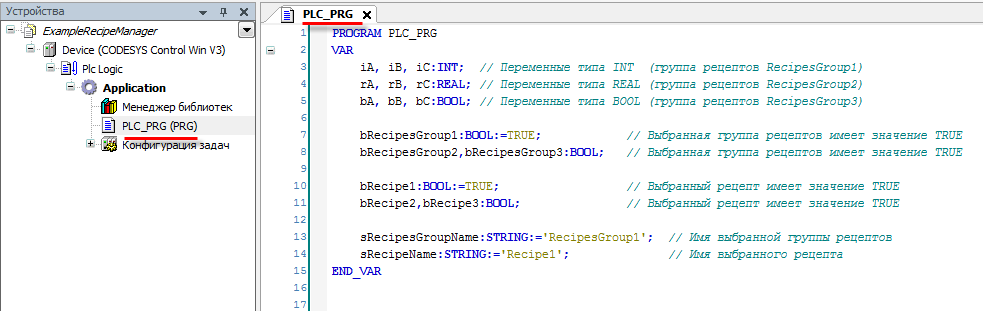 Устройства
ExampleRecipeManager
Device (CODESYS Control Win V3)
Plc Logic
Application
Менеджер библиотек
PLC_PRG (PRG)
Конфигурация задач
PLC_PRG
1 PROGRAM PLC_PRG
2 VAR
3 iA, iB, iC:INT; // Переменные типа INT (группа рецептов RecipesGroup1)
4 rA, rB, rC:REAL; // Переменные типа REAL (группа рецептов RecipesGroup2)
5 bA, bB, bC:BOOL; // Переменные типа BOOL (группа рецептов RecipesGroup3)
6
7 bRecipesGroup1:BOOL:=TRUE; // Выбранная группа рецептов имеет значение TRUE
8 bRecipesGroup2,bRecipesGroup3:BOOL; // Выбранная группа рецептов имеет значение TRUE
9
10 bRecipe1:BOOL:=TRUE; // Выбранный рецепт имеет значение TRUE
11 bRecipe2,bRecipe3:BOOL; // Выбранный рецепт имеет значение TRUE
12
13 sRecipesGroupName:STRING:='RecipesGroup1'; // Имя выбранной группы рецептов
14 sRecipeName:STRING:='Recipe1'; // Имя выбранного рецепта
15 END_VAR
16
17